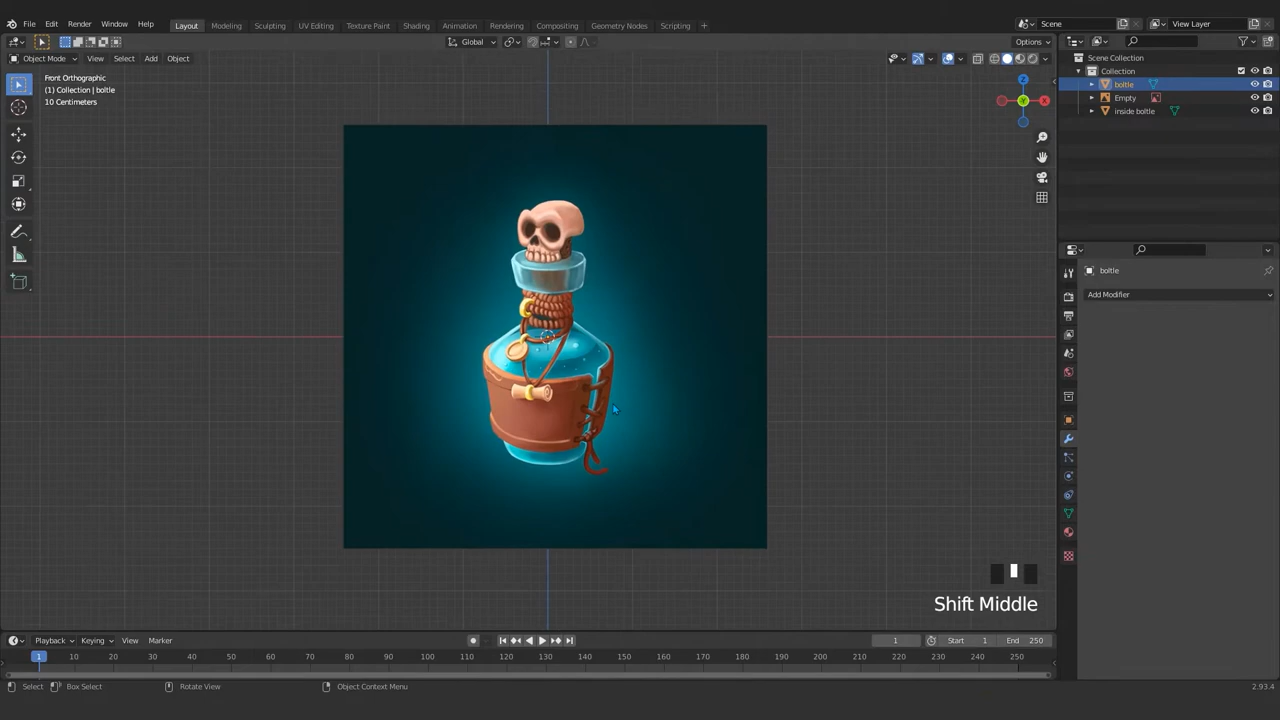 File Edit Render Window Help Layout Modeling Sculpting UV Editing Texture Paint Shading Animation Rendering Compositing Geometry Nodes Scripting + Scene View Layer
Global Options
Object Mode View Select Add Object
Front Orthographic
(1) Collection | boltle
10 Centimeters
Z
Y
X
Scene Collection
Collection
boltle
Empty
inside boltle
boltle
Add Modifier
Shift Middle
Playback Keying View Marker 1 Start 1 End 250
1 10 20 30 40 50 60 70 80 90 100 110 120 130 140 150 160 170 180 190 200 210 220 230 240 250
Select Box Select Rotate View Object Context Menu 2.93.4